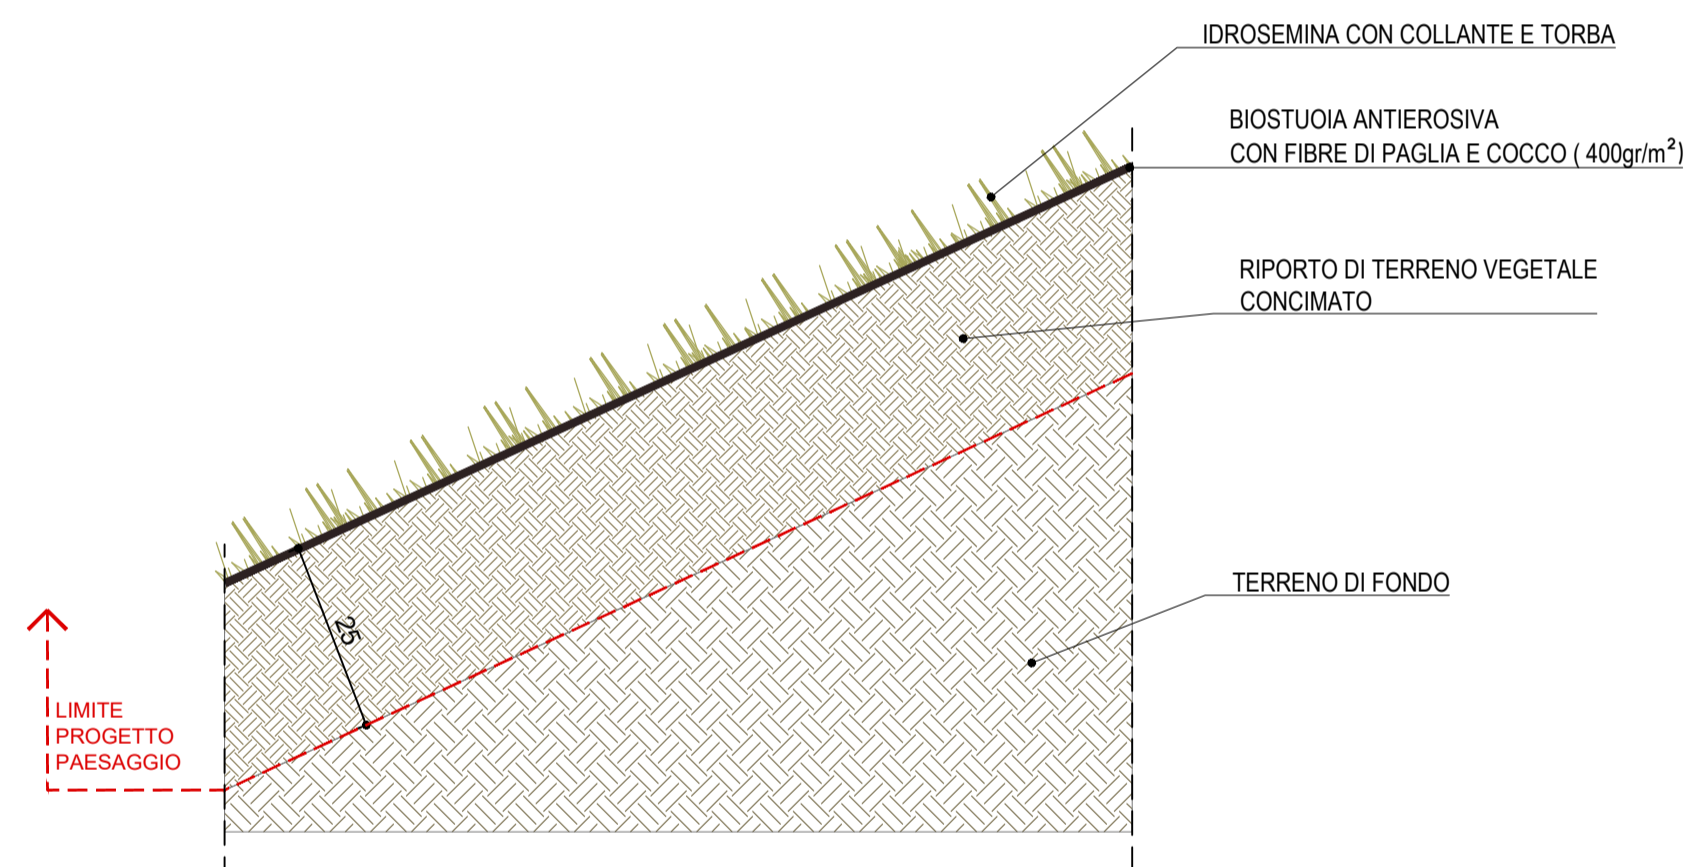 IDROSEMINA CON COLLANTE E TORBA
BIOSTUOIA ANTIEROSIVA
CON FIBRE DI PAGLIA E COCCO ( 400gr/m²)
RIPORTO DI TERRENO VEGETALE
CONCIMATO
TERRENO DI FONDO
25
LIMITE
PROGETTO
PAESAGGIO